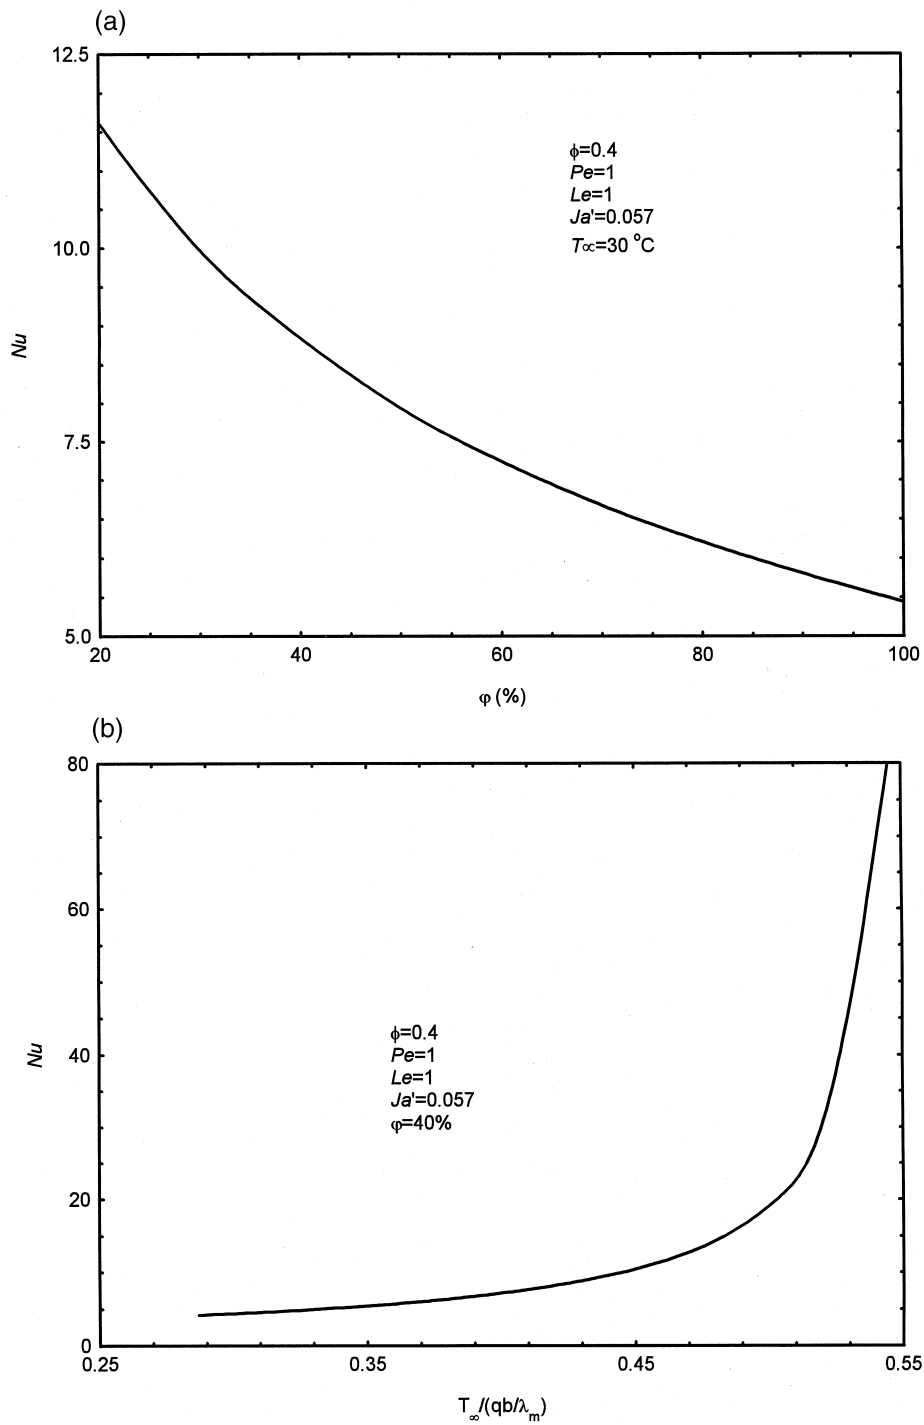 (a)
12.5
10.0
7.5
5.0
Nu
ϕ=0.4
Pe=1
Le=1
Ja'=0.057
T∝=30 °C
20 40 60 80 100
φ (%)
(b)
80
60
40
20
0
Nu
ϕ=0.4
Pe=1
Le=1
Ja'=0.057
φ=40%
0.25 0.35 0.45 0.55
T∞/(qb/λm)